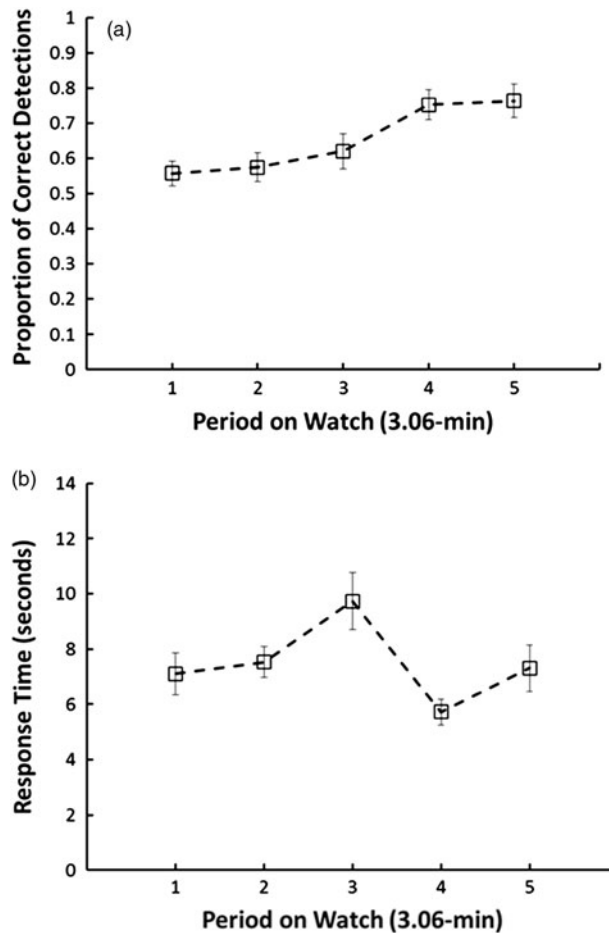 (a)
Proportion of Correct Detections
1
0.9
0.8
0.7
0.6
0.5
0.4
0.3
0.2
0.1
0
1 2 3 4 5
Period on Watch (3.06-min)
(b)
Response Time (seconds)
14
12
10
8
6
4
2
0
1 2 3 4 5
Period on Watch (3.06-min)